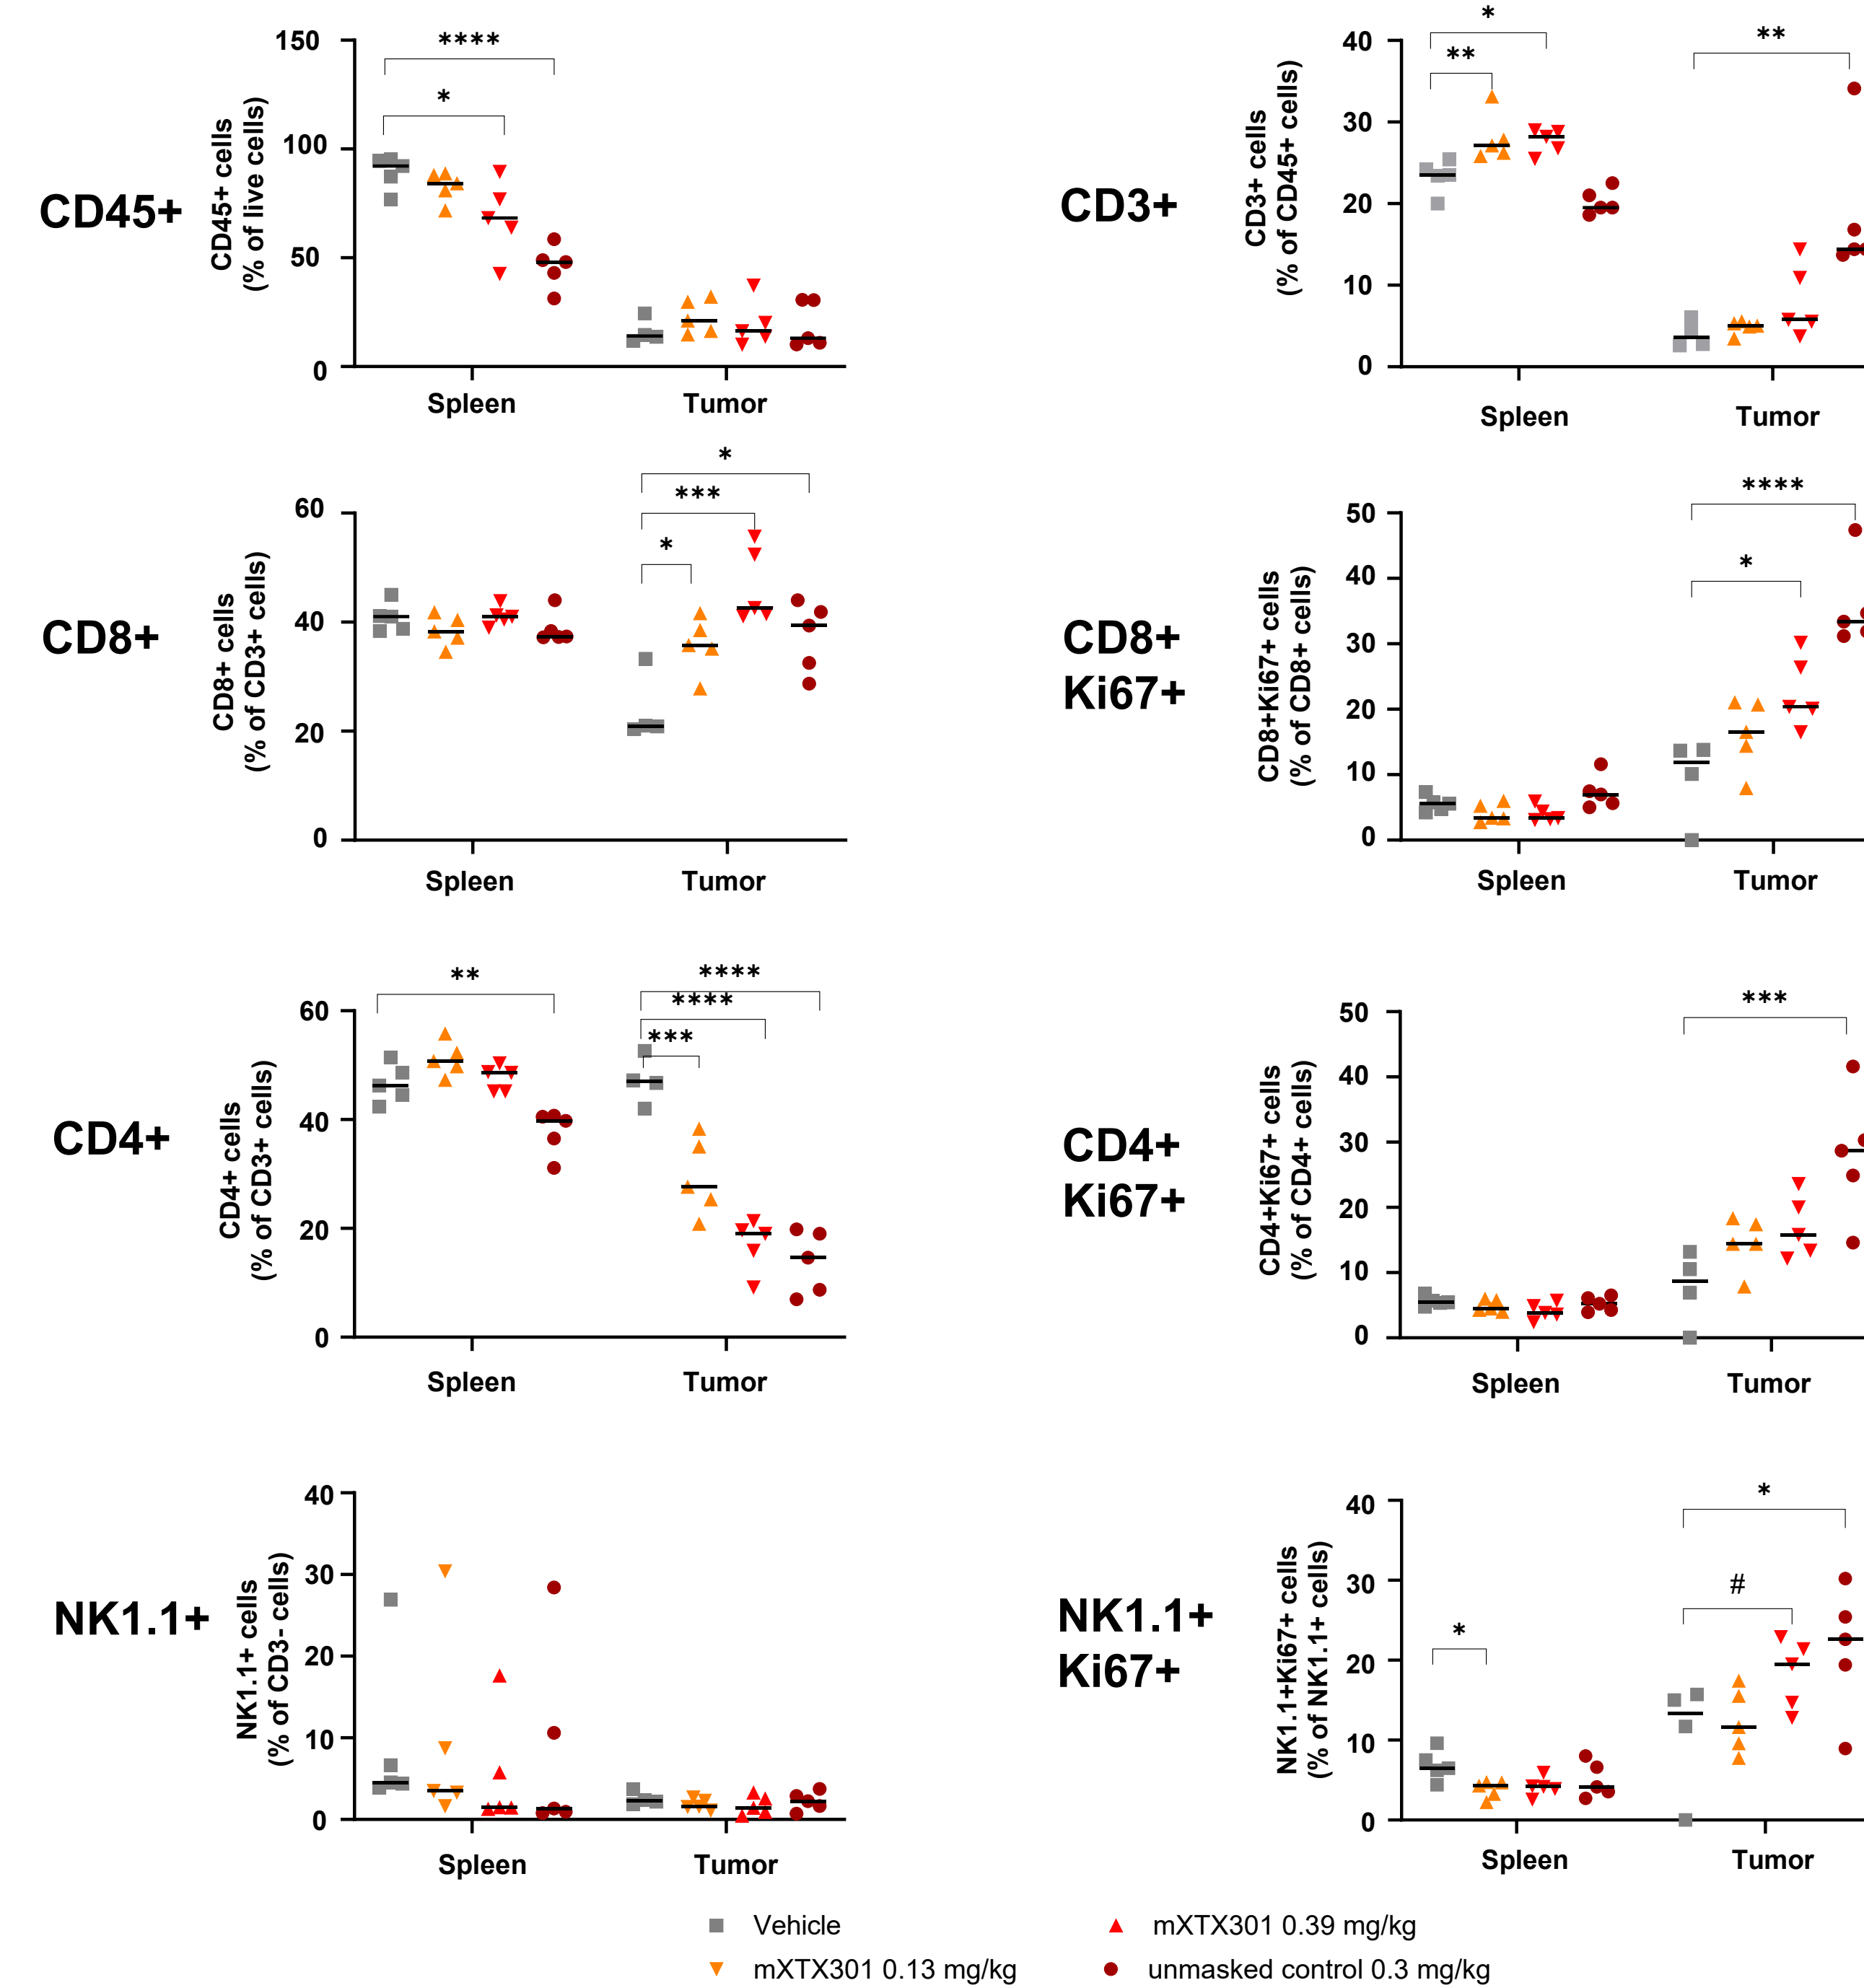 CD45+
CD45+ cells
(% of live cells)
150
100
50
0
****
*
Spleen
Tumor
CD3+
CD3+ cells
(% of CD45+ cells)
40
30
20
10
0
*
**
**
Spleen
Tumor
CD8+
CD8+ cells
(% of CD3+ cells)
60
40
20
0
*
***
*
Spleen
Tumor
CD8+
Ki67+
CD8+Ki67+ cells
(% of CD8+ cells)
50
40
30
20
10
0
****
*
Spleen
Tumor
CD4+
CD4+ cells
(% of CD3+ cells)
60
40
20
0
**
****
****
***
Spleen
Tumor
CD4+
Ki67+
CD4+Ki67+ cells
(% of CD4+ cells)
50
40
30
20
10
0
***
Spleen
Tumor
NK1.1+
NK1.1+ cells
(% of CD3- cells)
40
30
20
10
0
Spleen
Tumor
NK1.1+
Ki67+
NK1.1+Ki67+ cells
(% of NK1.1+ cells)
40
30
20
10
0
*
#
*
Spleen
Tumor
Vehicle
mXTX301 0.39 mg/kg
mXTX301 0.13 mg/kg
unmasked control 0.3 mg/kg